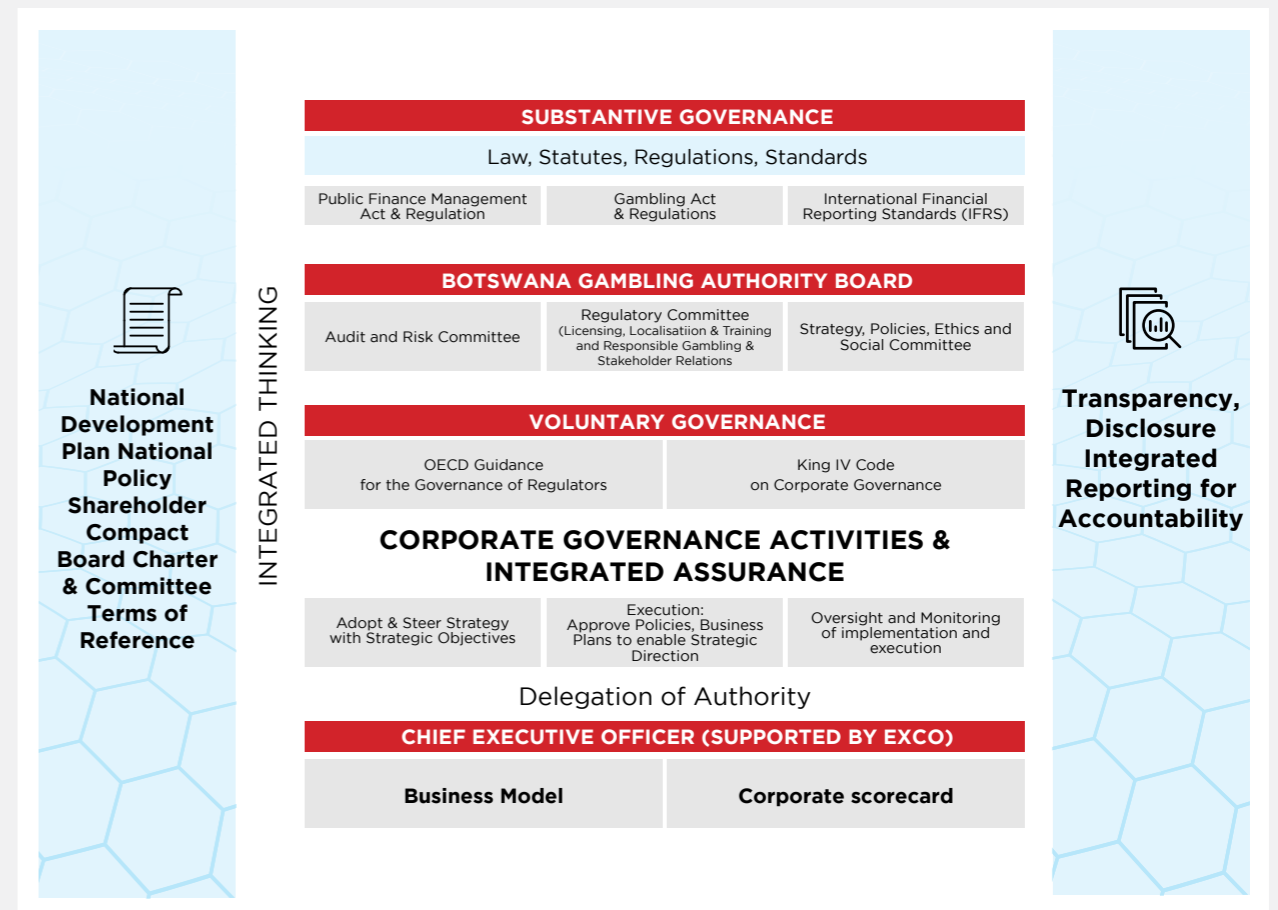 National
Development
Plan National
Policy
Shareholder
Compact
Board Charter
& Committee
Terms of
Reference
INTEGRATED THINKING
SUBSTANTIVE GOVERNANCE
Law, Statutes, Regulations, Standards
Public Finance Management
Act & Regulation
Gambling Act
& Regulations
International Financial
Reporting Standards (IFRS)
BOTSWANA GAMBLING AUTHORITY BOARD
Audit and Risk Committee
Regulatory Committee
(Licensing, Localisatiion & Training
and Responsible Gambling &
Stakeholder Relations
Strategy, Policies, Ethics and
Social Committee
VOLUNTARY GOVERNANCE
OECD Guidance
for the Governance of Regulators
King IV Code
on Corporate Governance
CORPORATE GOVERNANCE ACTIVITIES &
INTEGRATED ASSURANCE
Adopt & Steer Strategy
with Strategic Objectives
Execution:
Approve Policies, Business
Plans to enable Strategic
Direction
Oversight and Monitoring
of implementation and
execution
Delegation of Authority
CHIEF EXECUTIVE OFFICER (SUPPORTED BY EXCO)
Business Model
Corporate scorecard
Transparency,
Disclosure
Integrated
Reporting for
Accountability